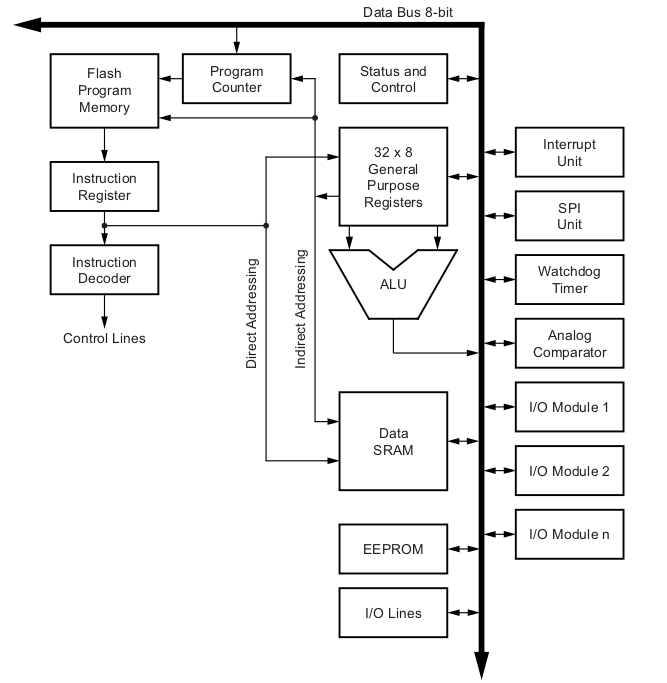 Data Bus 8-bit
Flash
Program
Memory
Program
Counter
Status and
Control
32 x 8
General
Purpose
Registers
Interrupt
Unit
Instruction
Register
SPI
Unit
Instruction
Decoder
Direct Addressing
Indirect Addressing
ALU
Watchdog
Timer
Control Lines
Analog
Comparator
Data
SRAM
I/O Module 1
I/O Module 2
I/O Module n
EEPROM
I/O Lines